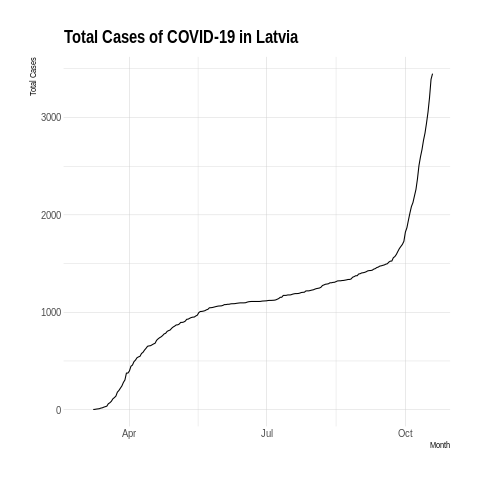 Total Cases of COVID-19 in Latvia
Total Cases
3000
2000
1000
0
Apr
Jul
Oct
Month